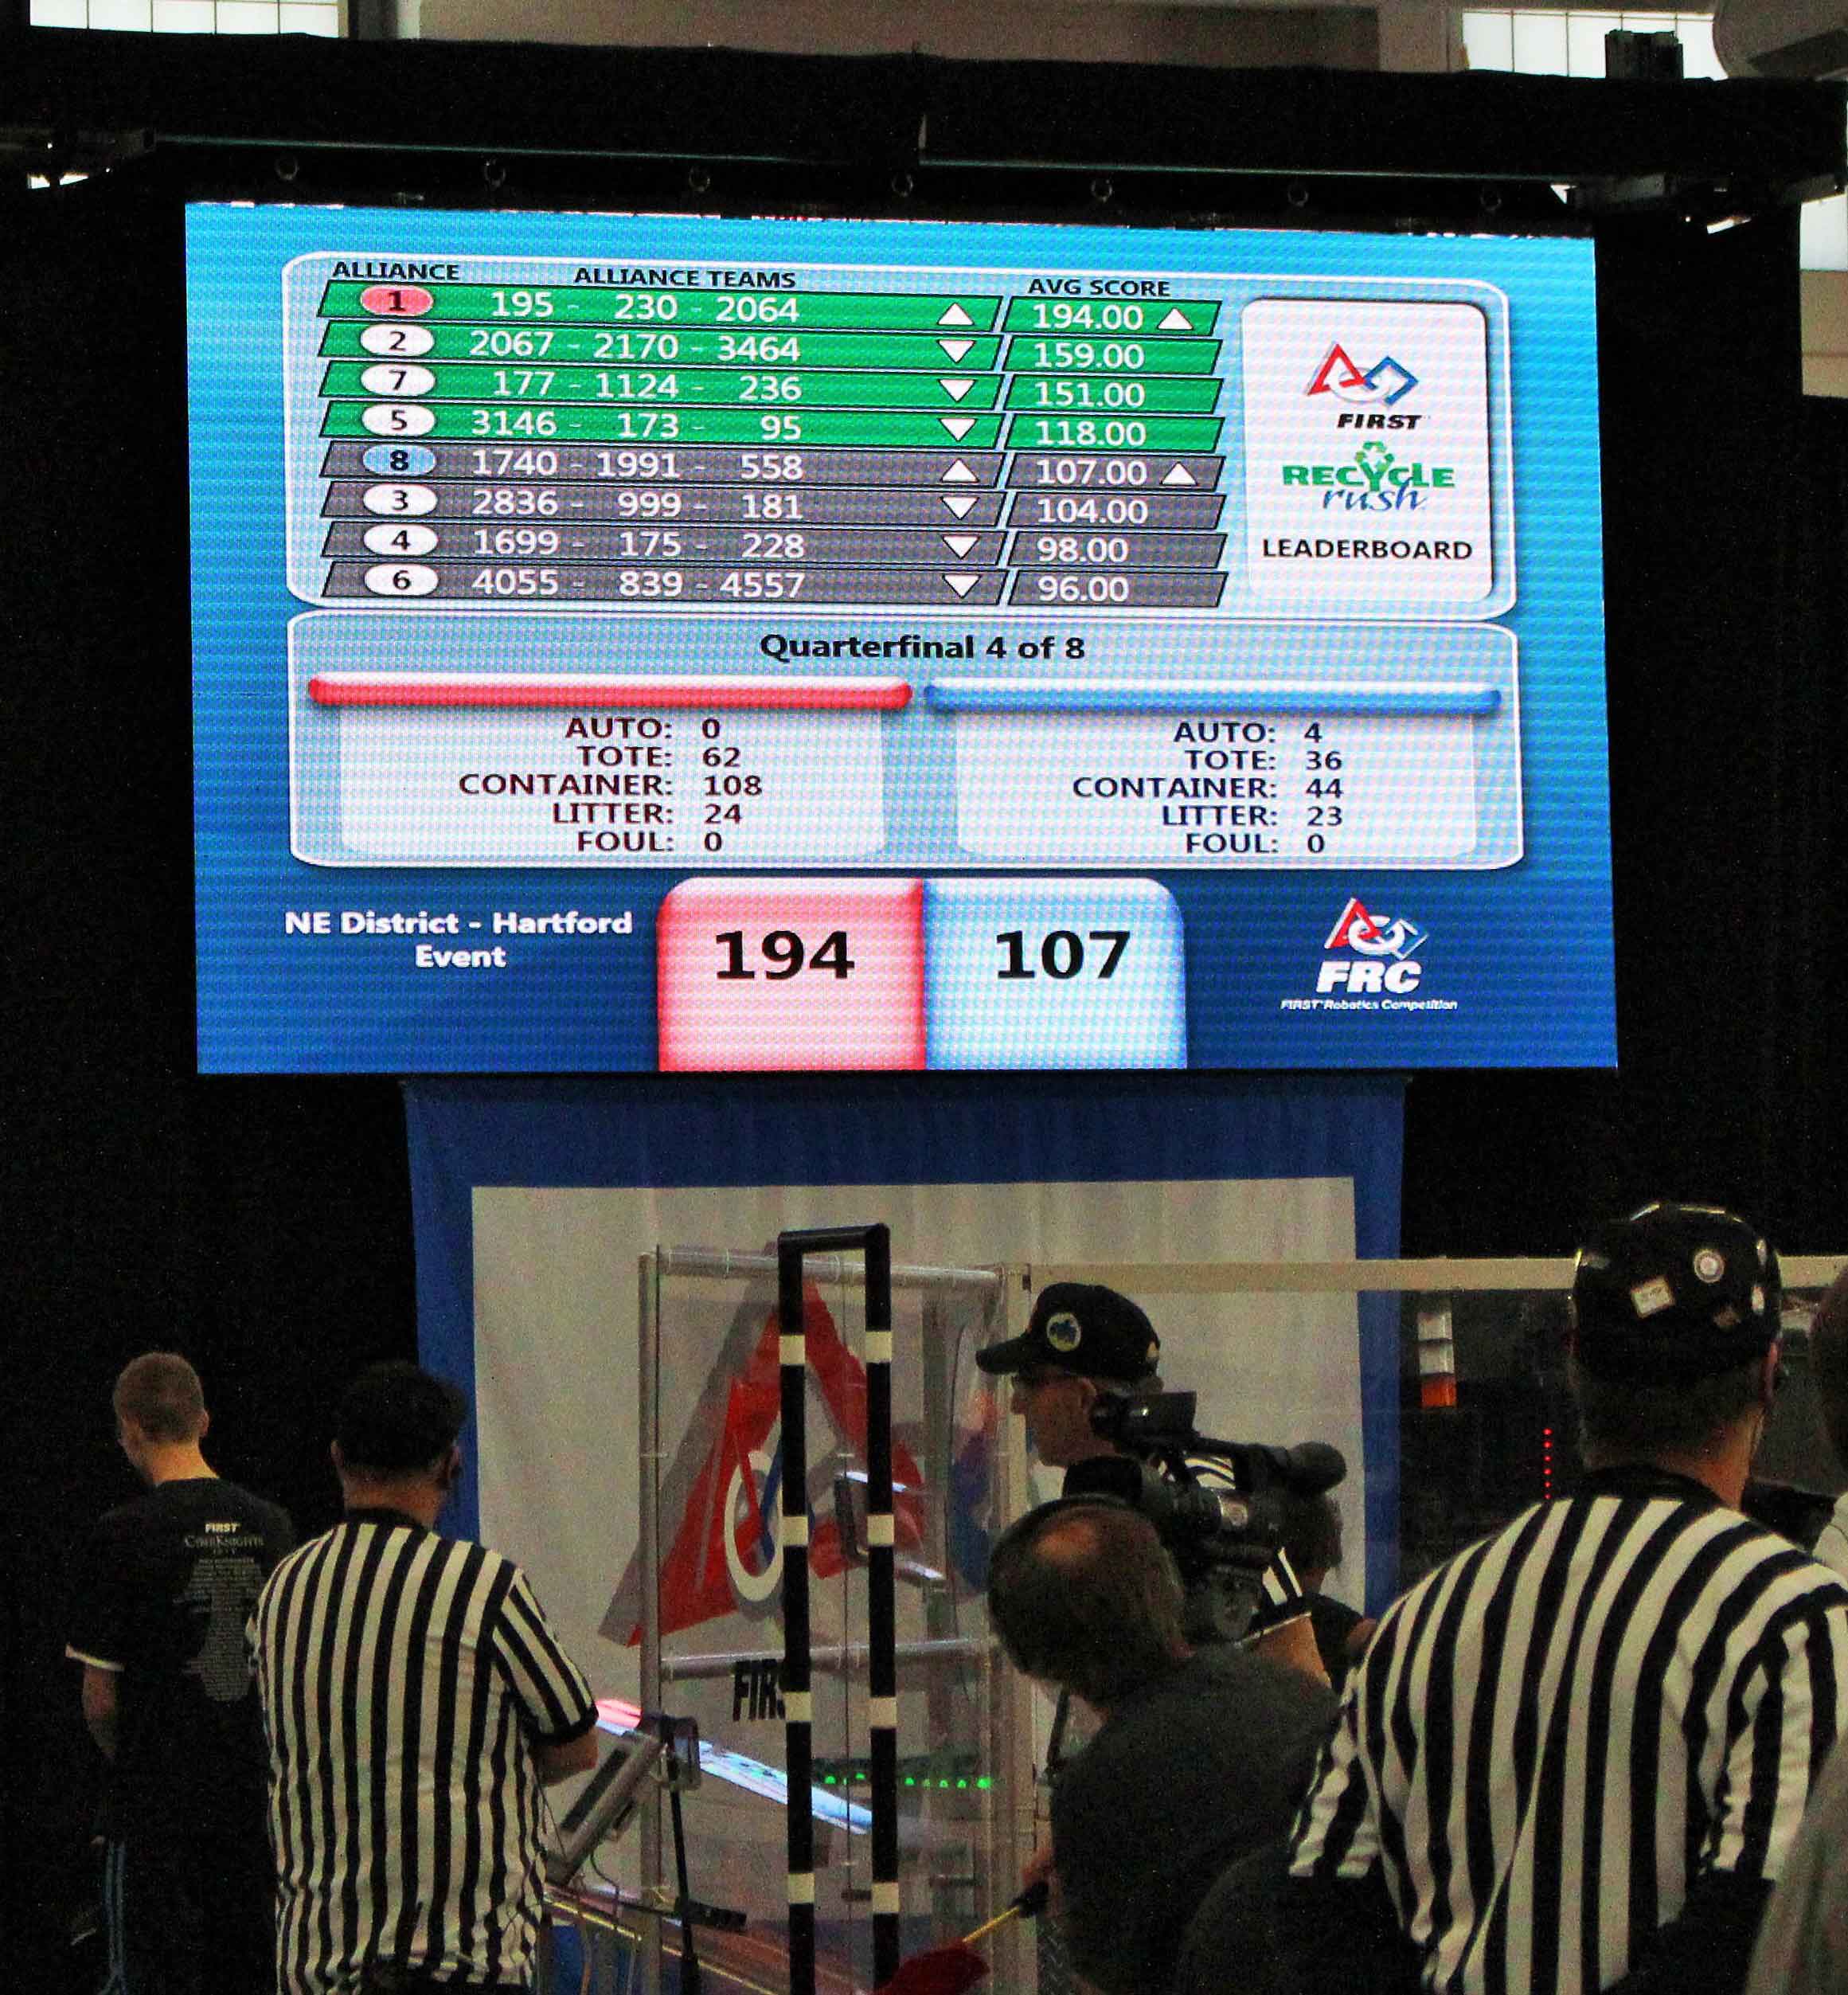 ALLIANCE ALLIANCE TEAMS AVG SCORE
1 195 - 230 - 2064 194.00
2 2067 - 2170 - 3464 159.00
7 177 - 1124 - 236 151.00
5 3146 - 173 - 95 118.00
8 1740 - 1991 - 558 107.00
3 2836 - 999 - 181 104.00
4 1699 - 175 - 228 98.00
6 4055 - 839 - 4557 96.00
FIRST
RECYCLE
rush
LEADERBOARD
Quarterfinal 4 of 8
AUTO: 0
TOTE: 62
CONTAINER: 108
LITTER: 24
FOUL: 0
AUTO: 4
TOTE: 36
CONTAINER: 44
LITTER: 23
FOUL: 0
NE District - Hartford
Event
194
107
FRC
FIRST Robotics Competition
FIRST
CYBERKNIGHTS
FIRS